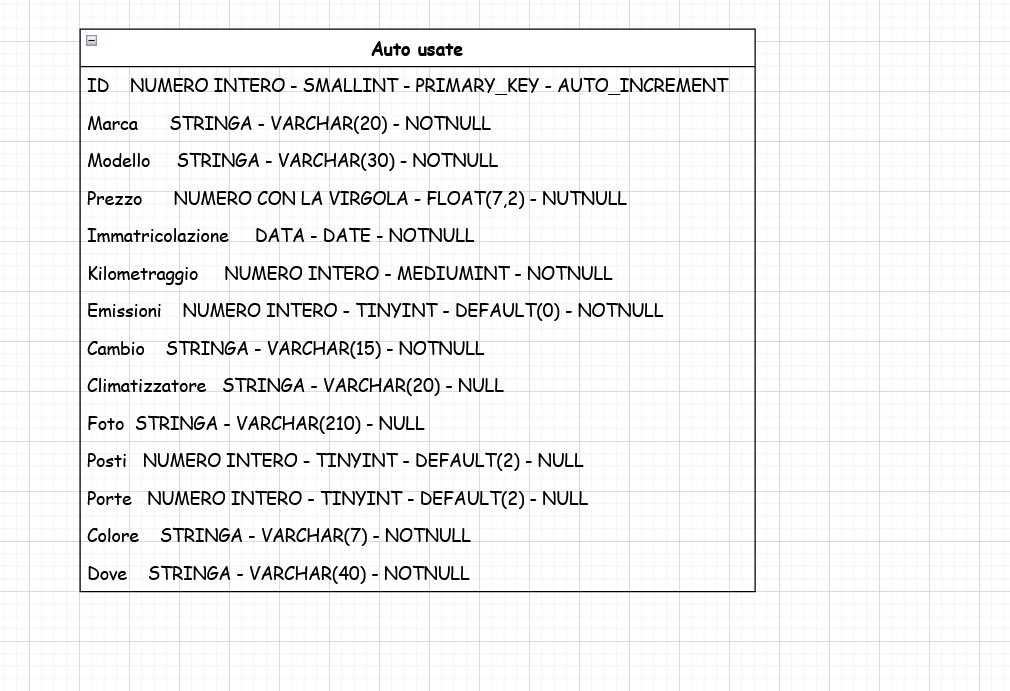 Auto usate
ID NUMERO INTERO - SMALLINT - PRIMARY_KEY - AUTO_INCREMENT
Marca STRINGA - VARCHAR(20) - NOTNULL
Modello STRINGA - VARCHAR(30) - NOTNULL
Prezzo NUMERO CON LA VIRGOLA - FLOAT(7,2) - NUTNULL
Immatricolazione DATA - DATE - NOTNULL
Kilometraggio NUMERO INTERO - MEDIUMINT - NOTNULL
Emissioni NUMERO INTERO - TINYINT - DEFAULT(0) - NOTNULL
Cambio STRINGA - VARCHAR(15) - NOTNULL
Climatizzatore STRINGA - VARCHAR(20) - NULL
Foto STRINGA - VARCHAR(210) - NULL
Posti NUMERO INTERO - TINYINT - DEFAULT(2) - NULL
Porte NUMERO INTERO - TINYINT - DEFAULT(2) - NULL
Colore STRINGA - VARCHAR(7) - NOTNULL
Dove STRINGA - VARCHAR(40) - NOTNULL